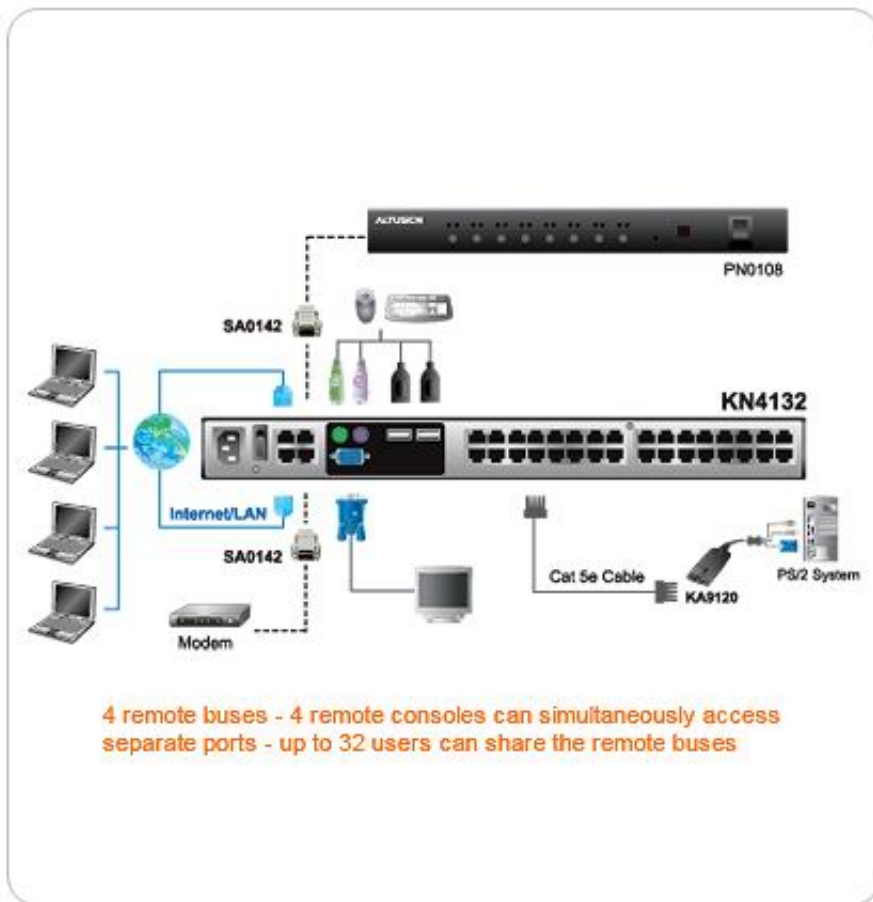 ALTUSEN
PN0108
SA0142
KN4132
Internet/LAN
SA0142
Cat 5e Cable
KA9120
PS/2 System
Modem
4 remote buses - 4 remote consoles can simultaneously access
separate ports - up to 32 users can share the remote buses